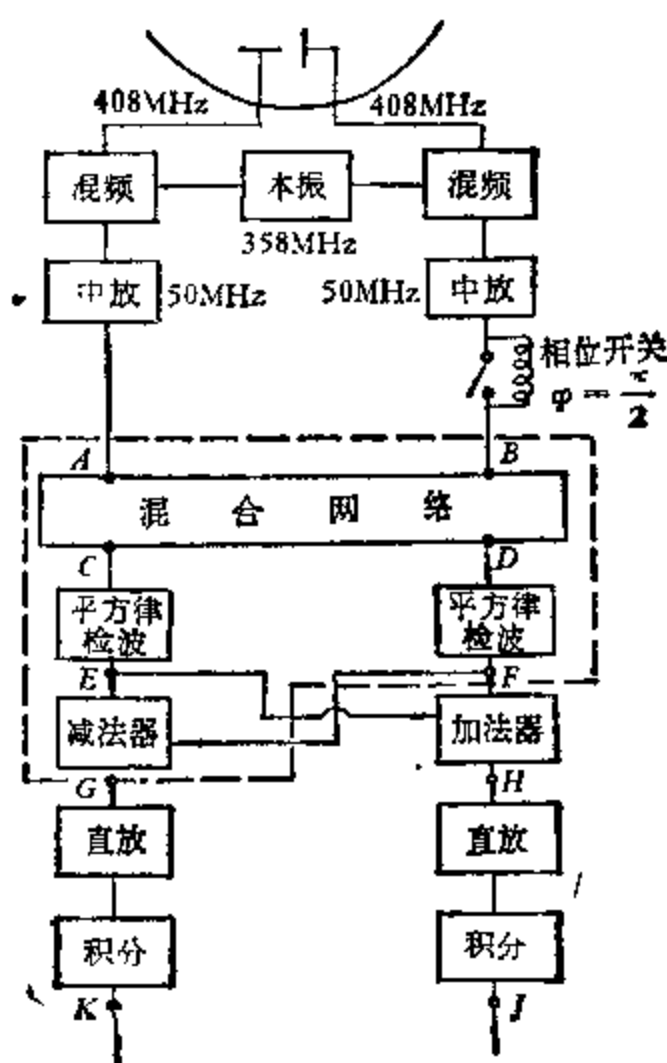 408MHz 408MHz
混频 本振 混频
358MHz
中放 50MHz 50MHz 中放
相位开关
φ = π/2
A B
混合网络
C D
平方律
检波
平方律
检波
E F
减法器 加法器
G H
直放 直放
积分 积分
K J